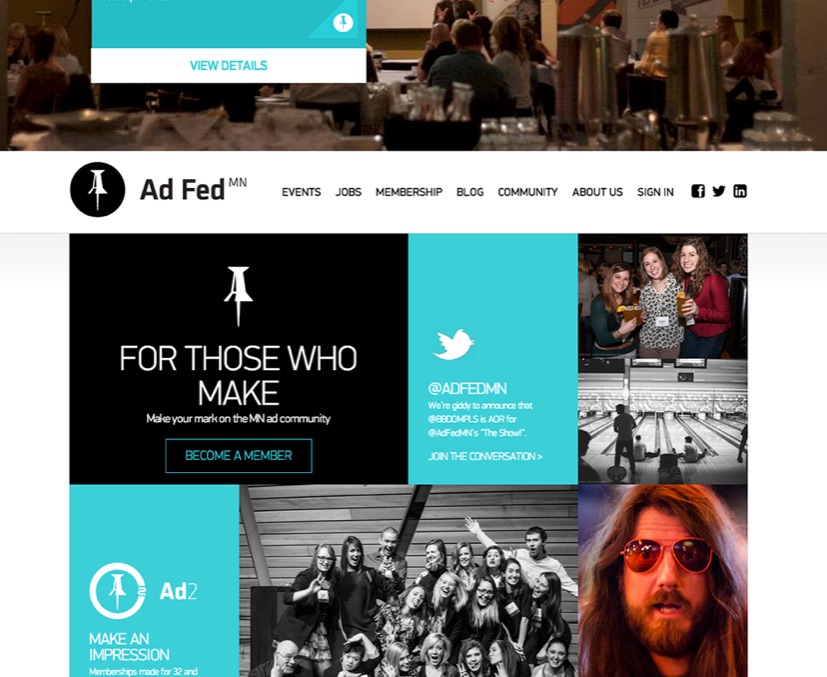 VIEW DETAILS
Ad Fed MN
EVENTS JOBS MEMBERSHIP BLOG COMMUNITY ABOUT US SIGN IN
FOR THOSE WHO
MAKE
Make your mark on the MN ad community
BECOME A MEMBER
@ADFEDMN
We're giddy to announce that
@BBDOMPLS is AOR for
@AdFedMN's "The Show!".
JOIN THE CONVERSATION >
2
Ad2
MAKE AN
IMPRESSION
Memberships made for 32 and